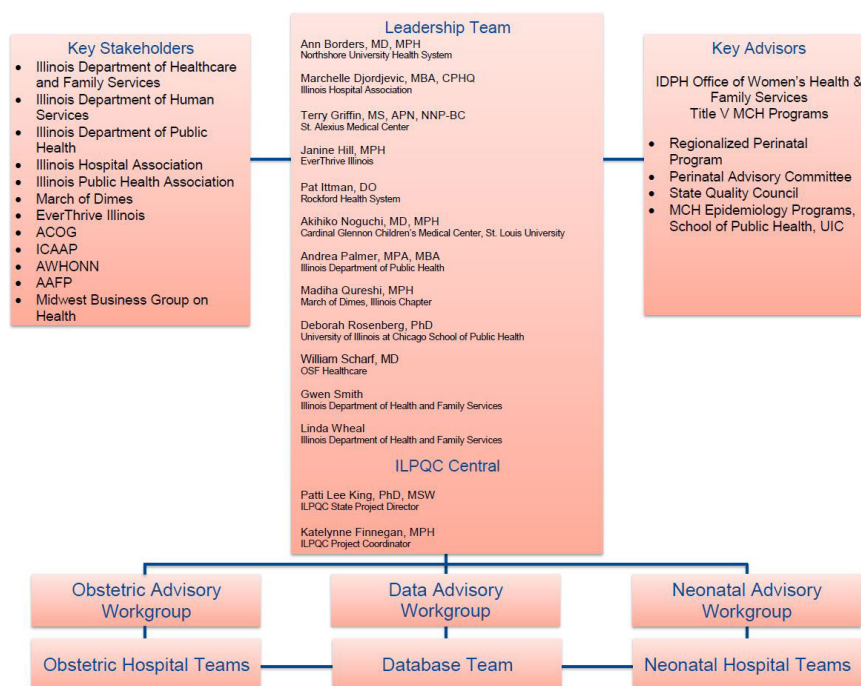 Key Stakeholders
• Illinois Department of Healthcare
and Family Services
• Illinois Department of Human
Services
• Illinois Department of Public
Health
• Illinois Hospital Association
• Illinois Public Health Association
• March of Dimes
• EverThrive Illinois
• ACOG
• ICAAP
• AWHONN
• AAFP
• Midwest Business Group on
Health
Leadership Team
Ann Borders, MD, MPH
Northshore University Health System
Marchelle Djordjevic, MBA, CPHQ
Illinois Hospital Association
Terry Griffin, MS, APN, NNP-BC
St. Alexius Medical Center
Janine Hill, MPH
EverThrive Illinois
Pat Ittman, DO
Rockford Health System
Akihiko Noguchi, MD, MPH
Cardinal Glennon Children's Medical Center, St. Louis University
Andrea Palmer, MPA, MBA
Illinois Department of Public Health
Madiha Qureshi, MPH
March of Dimes, Illinois Chapter
Deborah Rosenberg, PhD
University of Illinois at Chicago School of Public Health
William Scharf, MD
OSF Healthcare
Gwen Smith
Illinois Department of Health and Family Services
Linda Wheal
Illinois Department of Health and Family Services
ILPQC Central
Patti Lee King, PhD, MSW
ILPQC State Project Director
Katelynne Finnegan, MPH
ILPQC Project Coordinator
Key Advisors
IDPH Office of Women's Health &
Family Services
Title V MCH Programs
• Regionalized Perinatal
Program
• Perinatal Advisory Committee
• State Quality Council
• MCH Epidemiology Programs,
School of Public Health, UIC
Obstetric Advisory
Workgroup
Data Advisory
Workgroup
Neonatal Advisory
Workgroup
Obstetric Hospital Teams
Database Team
Neonatal Hospital Teams